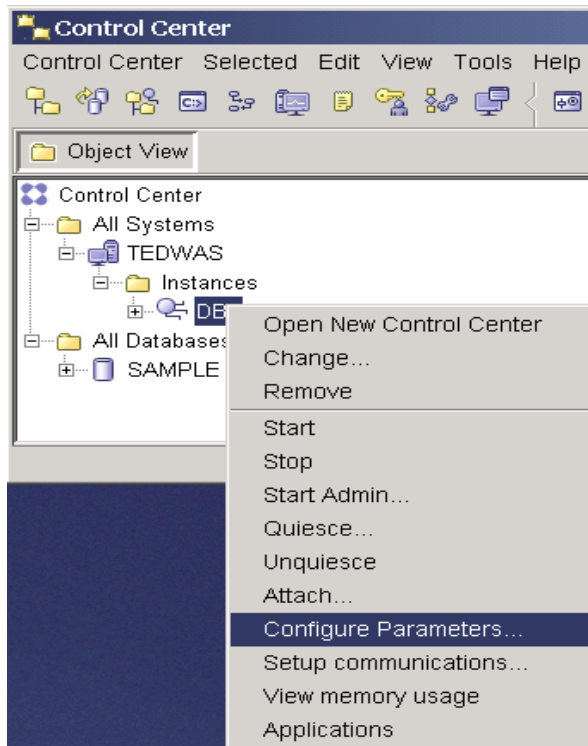 Control Center
Control Center Selected Edit View Tools Help
Object View
Control Center
All Systems
TEDWAS
Instances
All Databases
SAMPLE
Open New Control Center
Change...
Remove
Start
Stop
Start Admin...
Quiesce...
Unquiesce
Attach...
Configure Parameters...
Setup communications...
View memory usage
Applications